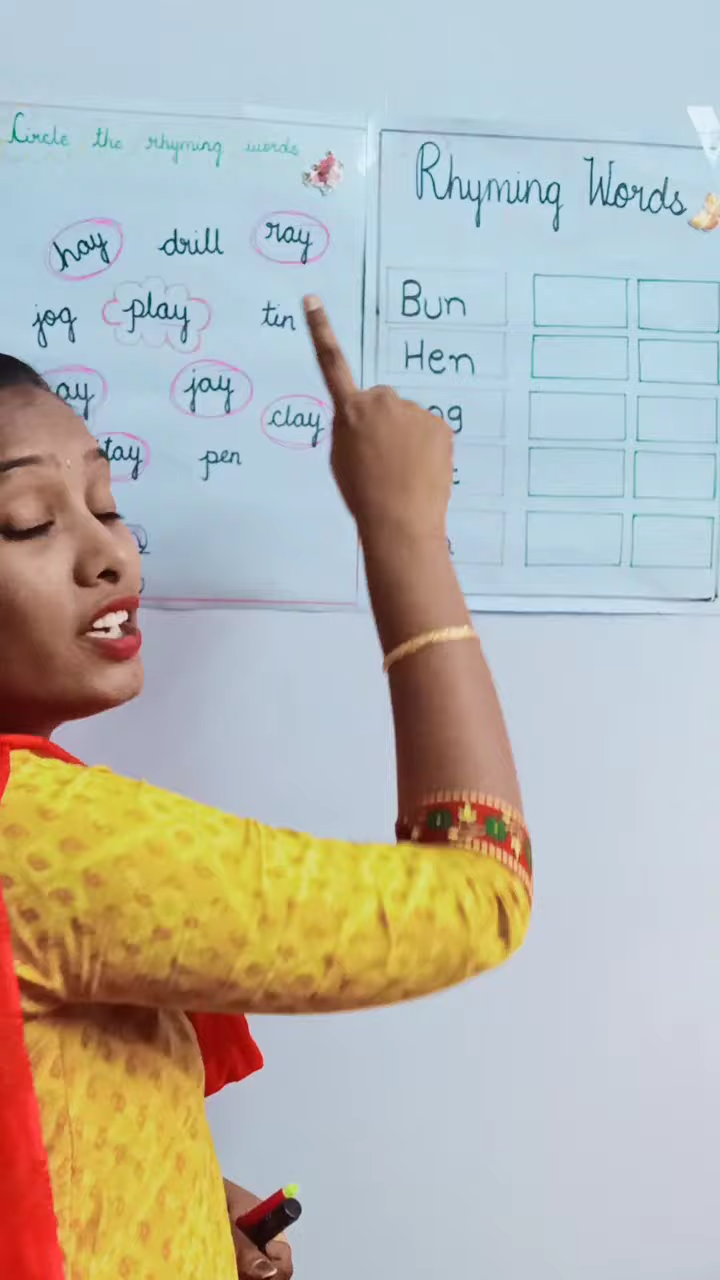 Circle the rhyming words
hay drill ray
jog play tin
jay
clay
pen
Rhyming Words
Bun
Hen